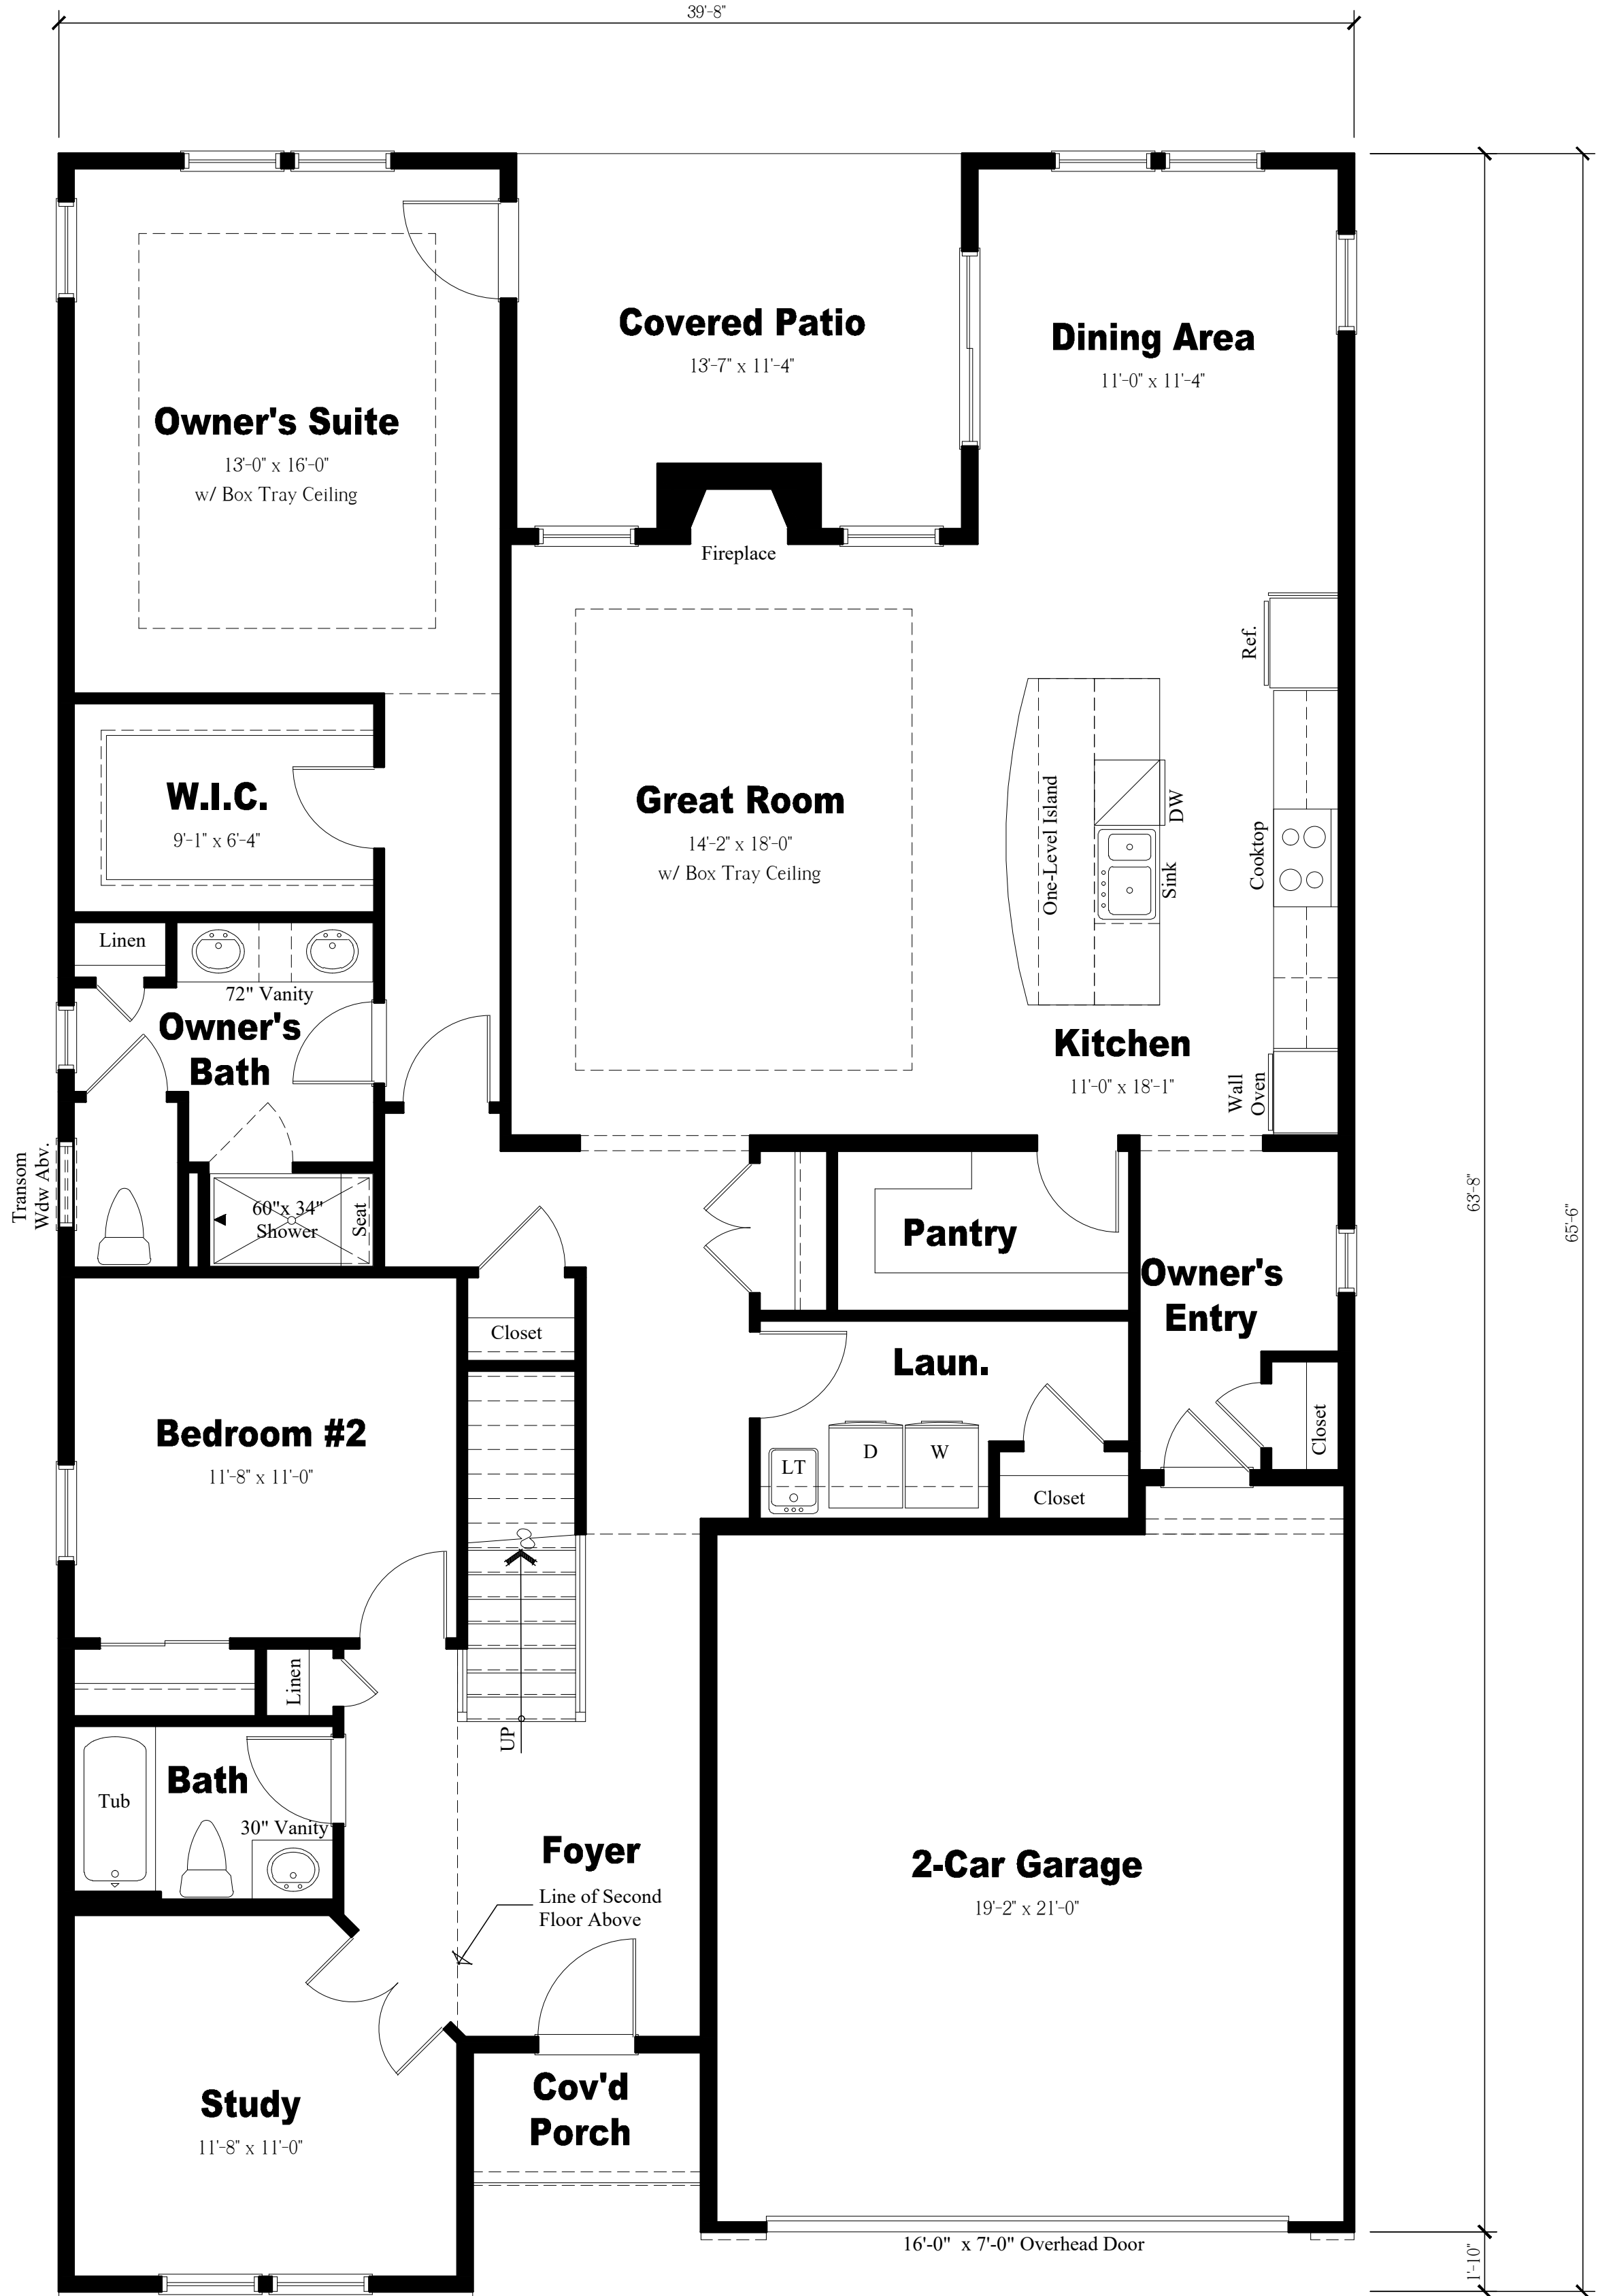 39'-8"
Covered Patio
13'-7" x 11'-4"
Dining Area
11'-0" x 11'-4"
Owner's Suite
13'-0" x 16'-0"
w/ Box Tray Ceiling
Fireplace
Ref.
W.I.C.
9'-1" x 6'-4"
Great Room
14'-2" x 18'-0"
w/ Box Tray Ceiling
One-Level Island
DW
Sink
Cooktop
Linen
72" Vanity
Owner's
Bath
Kitchen
11'-0" x 18'-1"
Wall
Oven
Transom
Wdw Abv.
60"x 34"
Shower
Seat
Pantry
Owner's
Entry
63'-8"
65'-6"
Closet
Laun.
Bedroom #2
11'-8" x 11'-0"
LT
D
W
Closet
Closet
Linen
UP
Bath
Tub
30" Vanity
Foyer
Line of Second
Floor Above
2-Car Garage
19'-2" x 21'-0"
Study
11'-8" x 11'-0"
Cov'd
Porch
16'-0" x 7'-0" Overhead Door
1'-10"